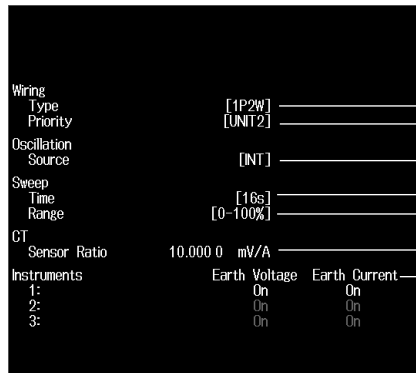 Wiring
Type [1P2W]
Priority [UNIT2]
Oscillation
Source [INT]
Sweep
Time [16s]
Range [0-100%]
CT
Sensor Ratio 10.000 0 mV/A
Instruments Earth Voltage Earth Current
1: On On
2: On On
3: On On